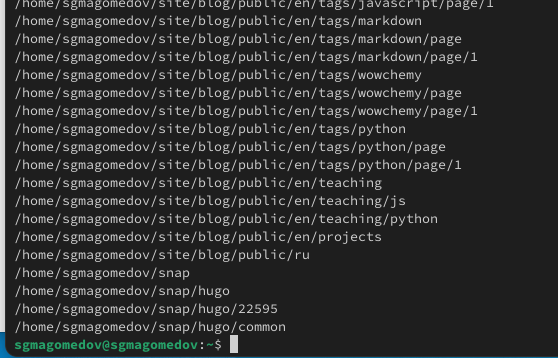 /home/sgmagomedov/site/blog/public/en/tags/javascript/page/1
/home/sgmagomedov/site/blog/public/en/tags/markdown
/home/sgmagomedov/site/blog/public/en/tags/markdown/page
/home/sgmagomedov/site/blog/public/en/tags/markdown/page/1
/home/sgmagomedov/site/blog/public/en/tags/wowchemy
/home/sgmagomedov/site/blog/public/en/tags/wowchemy/page
/home/sgmagomedov/site/blog/public/en/tags/wowchemy/page/1
/home/sgmagomedov/site/blog/public/en/tags/python
/home/sgmagomedov/site/blog/public/en/tags/python/page
/home/sgmagomedov/site/blog/public/en/tags/python/page/1
/home/sgmagomedov/site/blog/public/en/teaching
/home/sgmagomedov/site/blog/public/en/teaching/js
/home/sgmagomedov/site/blog/public/en/teaching/python
/home/sgmagomedov/site/blog/public/en/projects
/home/sgmagomedov/site/blog/public/ru
/home/sgmagomedov/snap
/home/sgmagomedov/snap/hugo
/home/sgmagomedov/snap/hugo/22595
/home/sgmagomedov/snap/hugo/common
sgmagomedov@sgmagomedov:~$